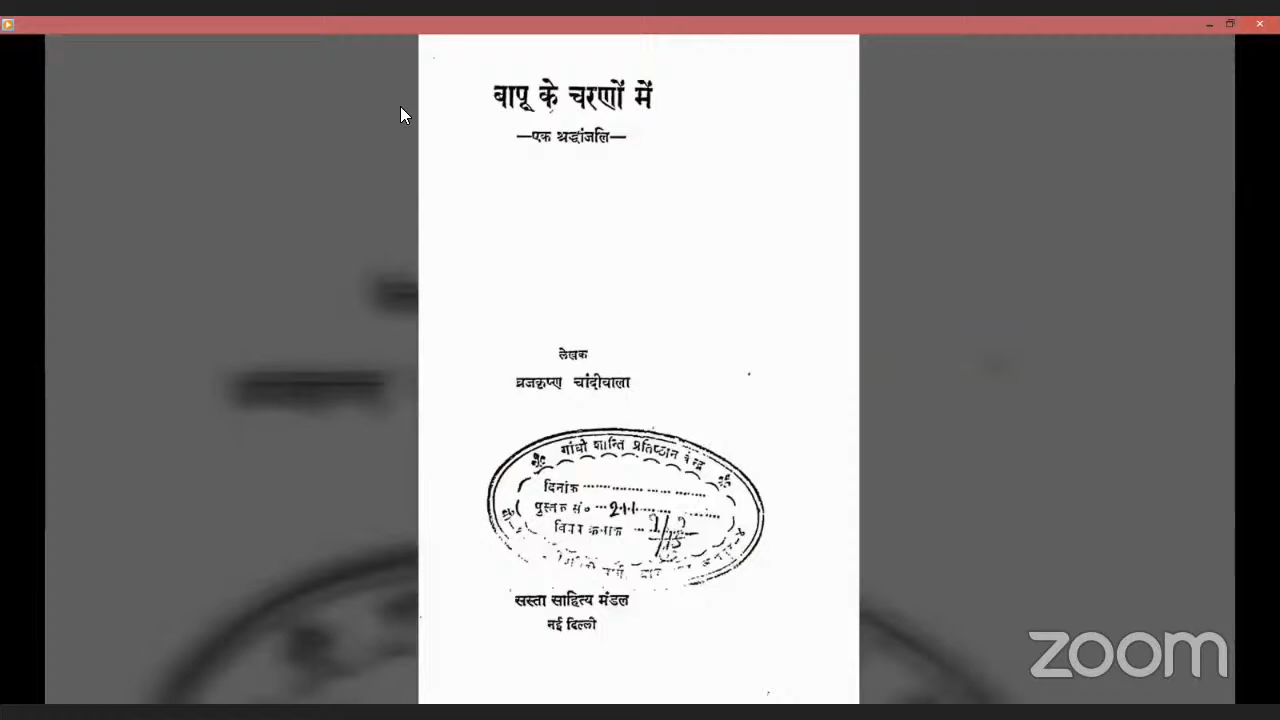 बापू के चरणों में
—एक श्रद्धांजलि—
लेखक
व्रजकृष्ण चांदीवाला
गांधी शान्ति प्रतिष्ठान केन्द्र
दिनांक
पुस्तक सं० 211
सस्ता साहित्य मंडल
नई दिल्ली
zoom